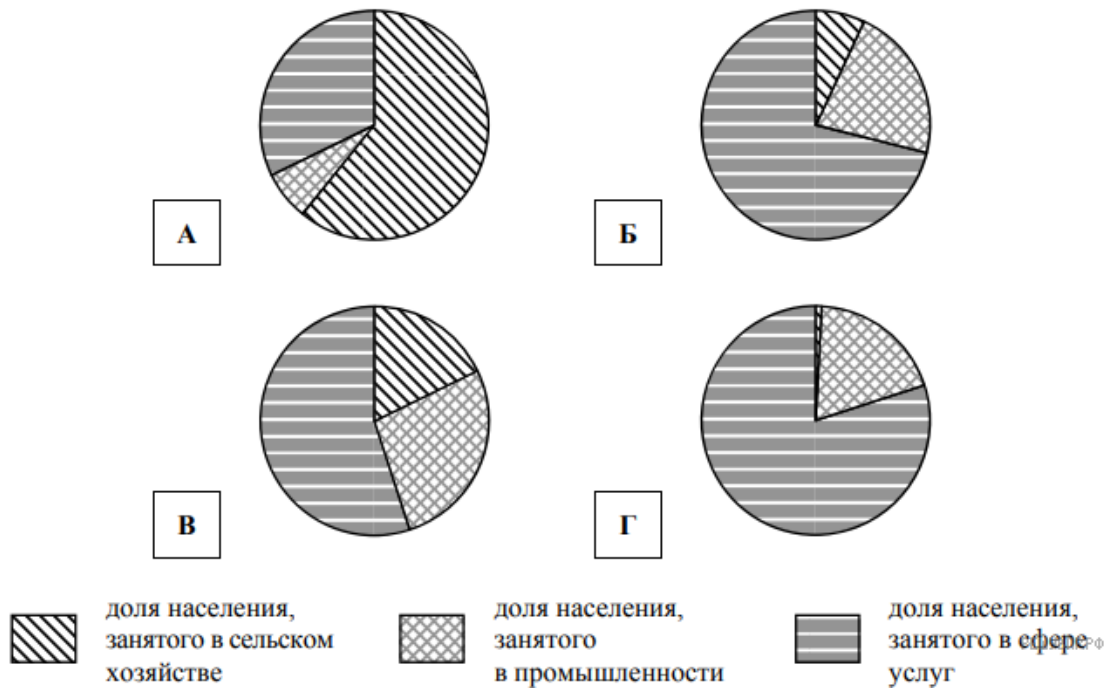 А
Б
В
Г
доля населения,
занятого в сельском
хозяйстве
доля населения,
занятого
в промышленности
доля населения,
занятого в сфере
услуг